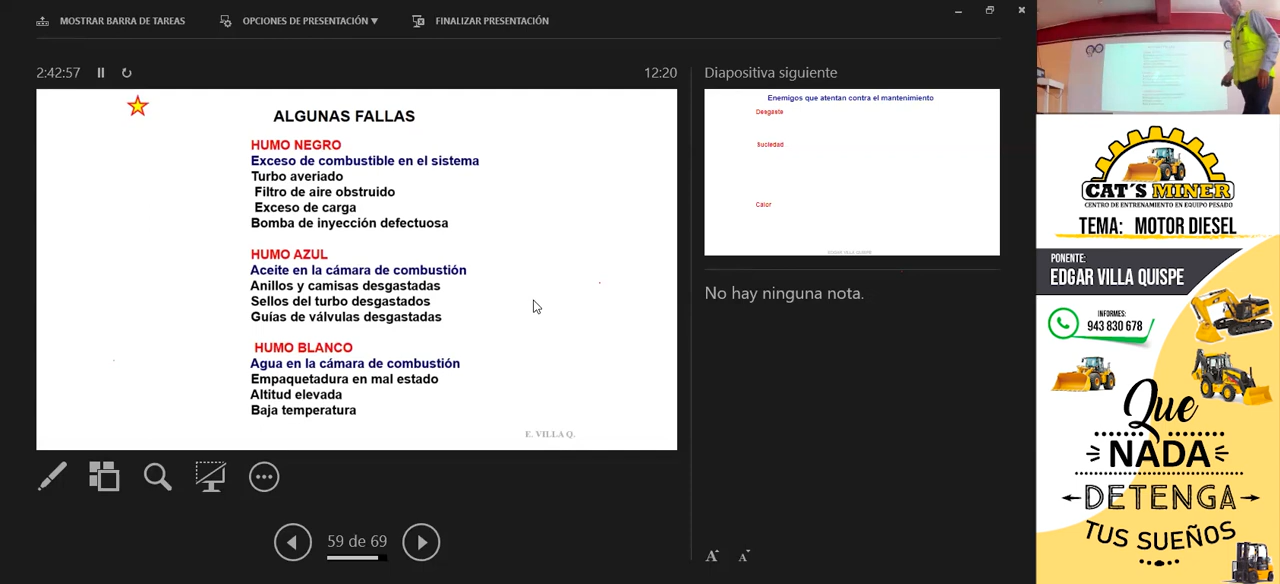 MOSTRAR BARRA DE TAREAS
OPCIONES DE PRESENTACIÓN ▼
FINALIZAR PRESENTACIÓN
2:42:57
12:20
ALGUNAS FALLAS
HUMO NEGRO
Exceso de combustible en el sistema
Turbo averiado
Filtro de aire obstruido
Exceso de carga
Bomba de inyección defectuosa
HUMO AZUL
Aceite en la cámara de combustión
Anillos y camisas desgastadas
Sellos del turbo desgastados
Guías de válvulas desgastadas
HUMO BLANCO
Agua en la cámara de combustión
Empaquetadura en mal estado
Altitud elevada
Baja temperatura
E. VILLA Q.
59 de 69
Diapositiva siguiente
Enemigos que atentan contra el mantenimiento
Desgaste
Suciedad
Calor
EDGAR VILLA QUISPE
No hay ninguna nota.
A A
CAT´S MINER
CENTRO DE ENTRENAMIENTO EN EQUIPO PESADO
TEMA: MOTOR DIESEL
PONENTE:
EDGAR VILLA QUISPE
INFORMES:
943 830 678
Que
NADA
DETENGA
TUS SUEÑOS